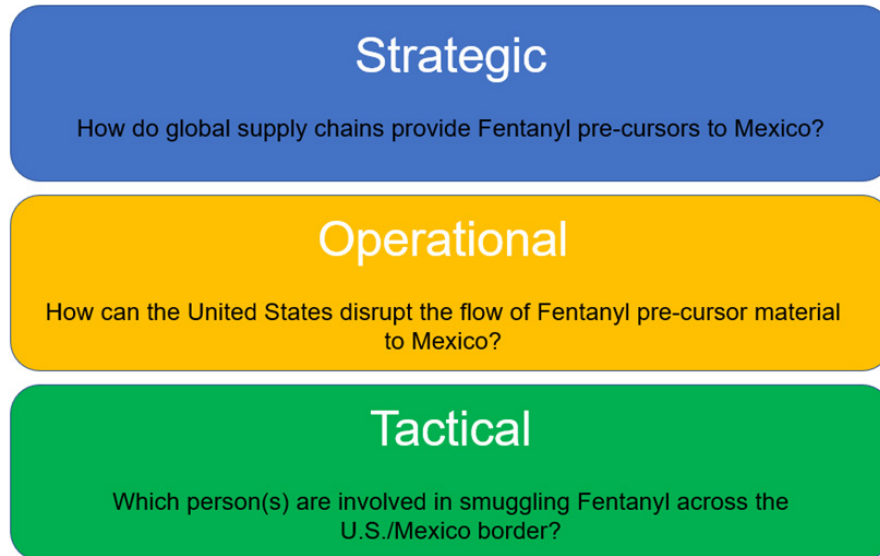 Strategic
How do global supply chains provide Fentanyl pre-cursors to Mexico?
Operational
How can the United States disrupt the flow of Fentanyl pre-cursor material
to Mexico?
Tactical
Which person(s) are involved in smuggling Fentanyl across the
U.S./Mexico border?